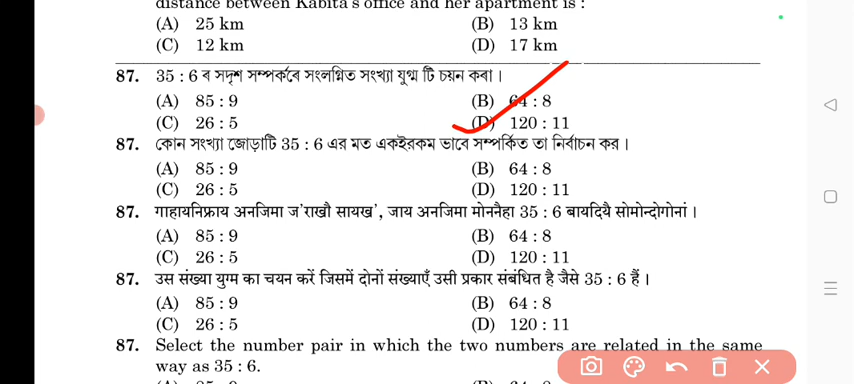 distance between Kabita's office and her apartment is :
(A) 25 km (B) 13 km
(C) 12 km (D) 17 km
87. 35 : 6 ৰ সদৃশ সম্পৰ্কৰে সংলগ্নিত সংখ্যা যুগ্ম টি চয়ন কৰা ।
(A) 85 : 9 (B) 64 : 8
(C) 26 : 5 (D) 120 : 11
87. কোন সংখ্যা জোড়াটি 35 : 6 এর মত একইরকম ভাবে সম্পর্কিত তা নির্বাচন কর ।
(A) 85 : 9 (B) 64 : 8
(C) 26 : 5 (D) 120 : 11
87. गाहायनिफ्राय अनजिमा ज'राखौ सायख', जाय अनजिमा मोननैहा 35 : 6 बायदियै सोमोन्दोगोनां ।
(A) 85 : 9 (B) 64 : 8
(C) 26 : 5 (D) 120 : 11
87. उस संख्या युग्म का चयन करें जिसमें दोनों संख्याएँ उसी प्रकार संबंधित है जैसे 35 : 6 हैं ।
(A) 85 : 9 (B) 64 : 8
(C) 26 : 5 (D) 120 : 11
87. Select the number pair in which the two numbers are related in the same
way as 35 : 6.